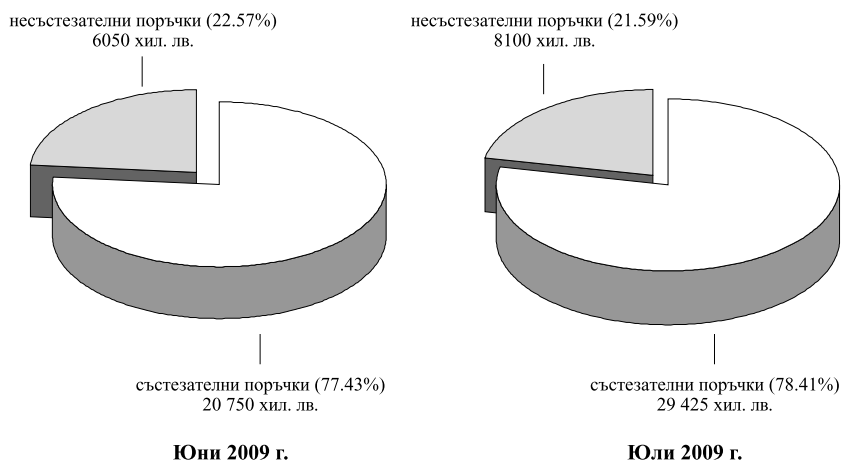 несъстезателни поръчки (22.57%)
6050 хил. лв.
състезателни поръчки (77.43%)
20 750 хил. лв.
Юни 2009 г.
несъстезателни поръчки (21.59%)
8100 хил. лв.
състезателни поръчки (78.41%)
29 425 хил. лв.
Юли 2009 г.